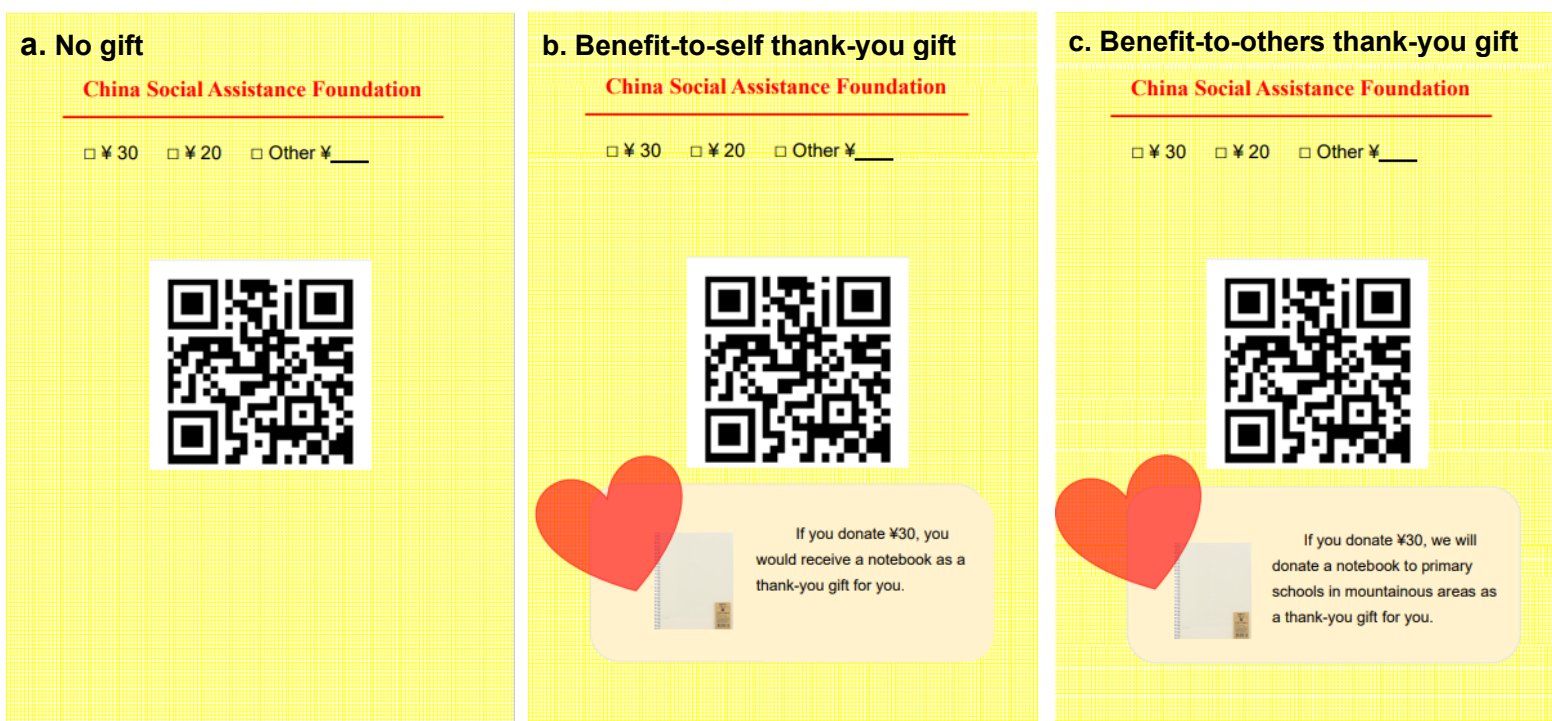 a. No gift
China Social Assistance Foundation
□ ¥ 30 □ ¥ 20 □ Other ¥____
b. Benefit-to-self thank-you gift
China Social Assistance Foundation
□ ¥ 30 □ ¥ 20 □ Other ¥____
If you donate ¥30, you
would receive a notebook as a
thank-you gift for you.
c. Benefit-to-others thank-you gift
China Social Assistance Foundation
□ ¥ 30 □ ¥ 20 □ Other ¥____
If you donate ¥30, we will
donate a notebook to primary
schools in mountainous areas as
a thank-you gift for you.